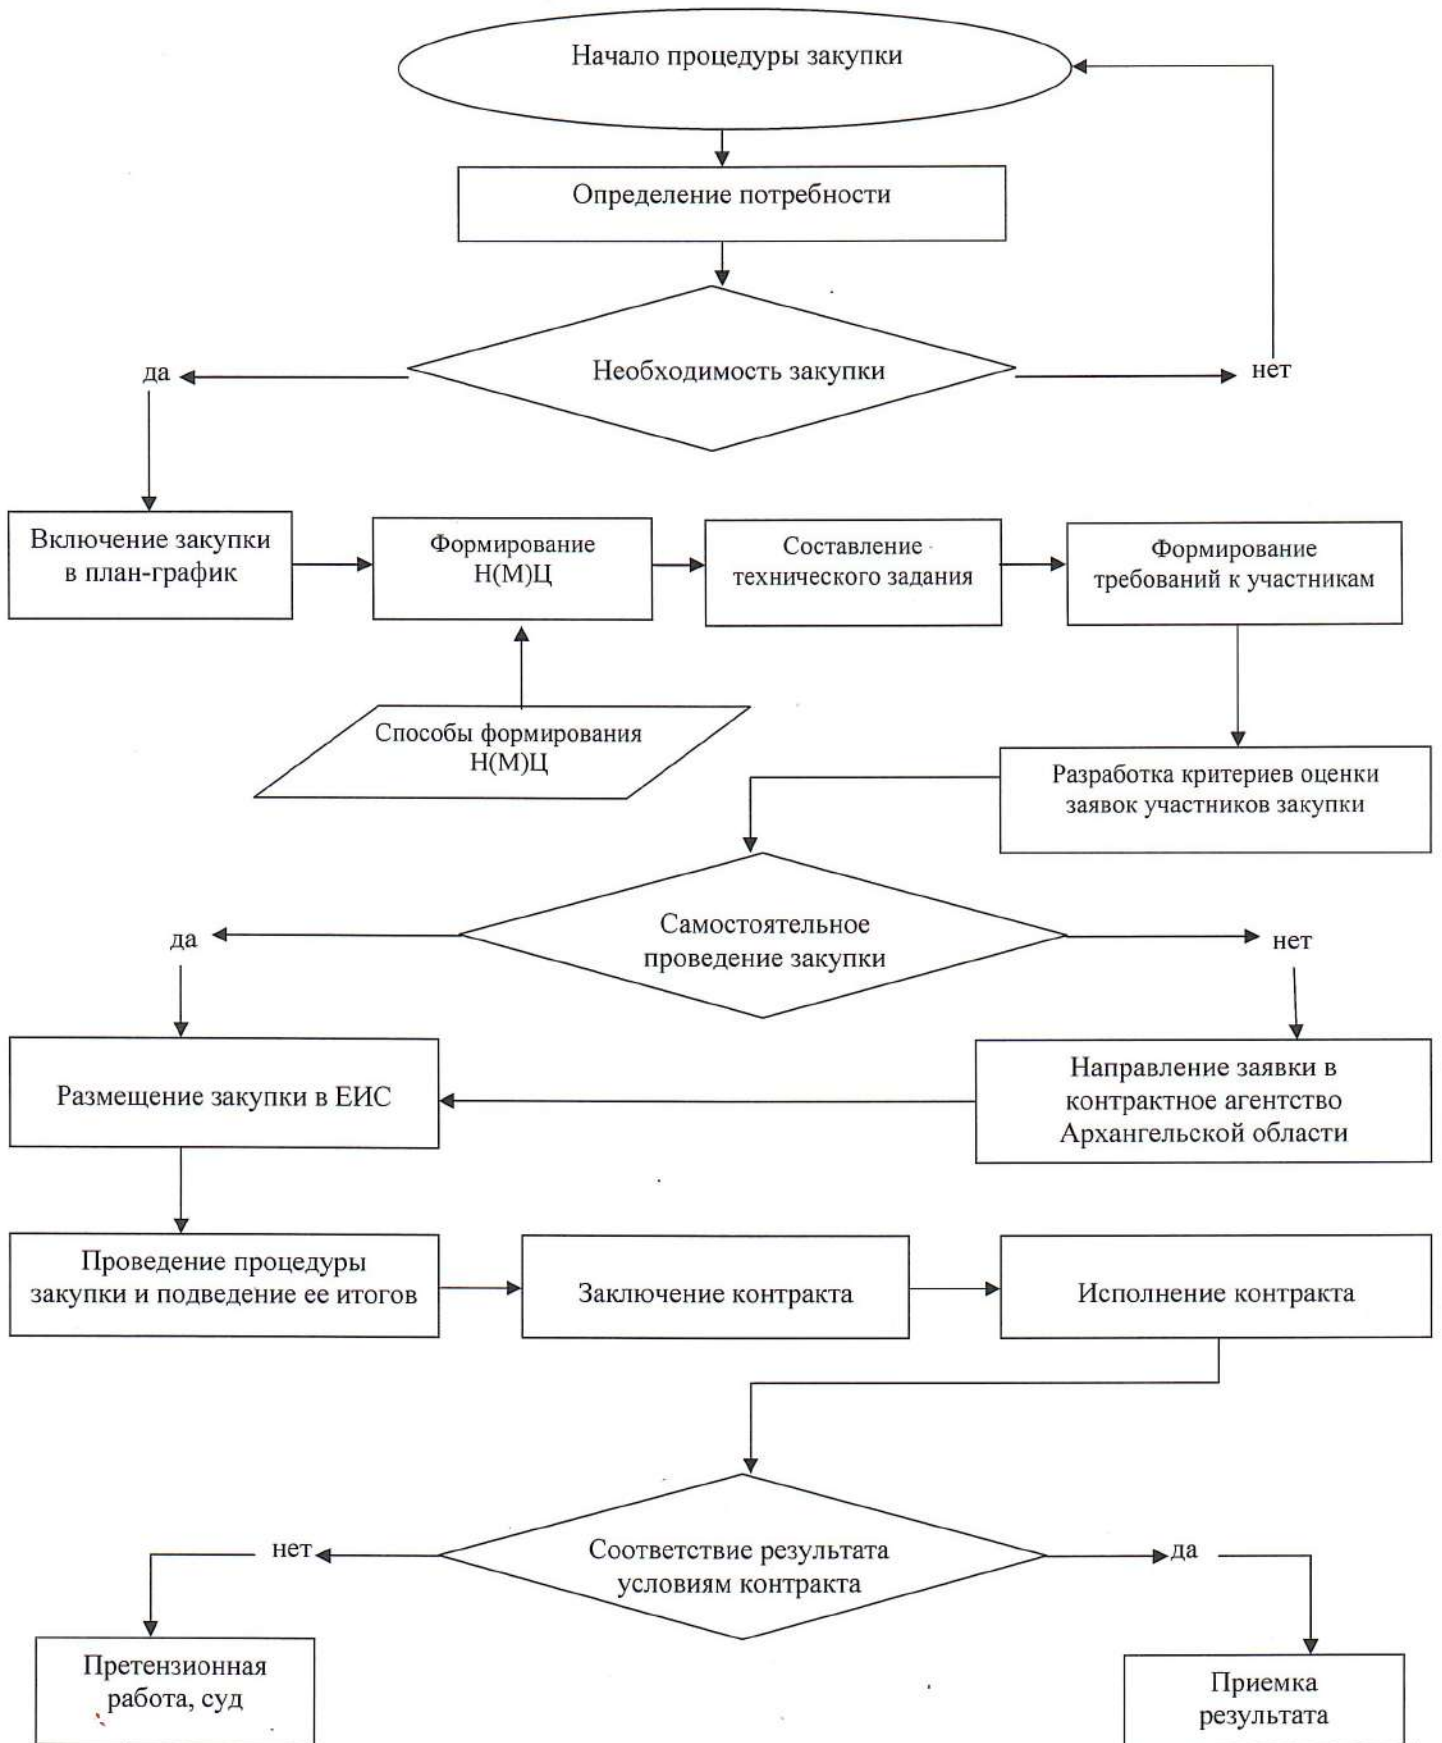 Начало процедуры закупки
Определение потребности
Необходимость закупки
да
нет
Включение закупки
в план-график
Формирование
Н(М)Ц
Составление
технического задания
Формирование
требований к участникам
Способы формирования
Н(М)Ц
Разработка критериев оценки
заявок участников закупки
Самостоятельное
проведение закупки
да
нет
Размещение закупки в ЕИС
Направление заявки в
контрактное агентство
Архангельской области
Проведение процедуры
закупки и подведение ее итогов
Заключение контракта
Исполнение контракта
Соответствие результата
условиям контракта
нет
да
Претензионная
работа, суд
Приемка
результата